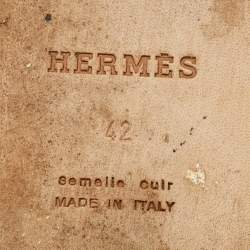 HERMÈS
42
Semelle cuir
MADE IN ITALY